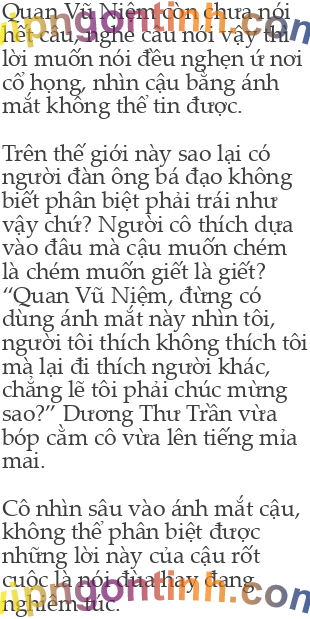 Quan Vũ Niệm còn chưa nói
hết câu, nghe cậu nói vậy thì
lời muốn nói đều nghẹn ứ nơi
cổ họng, nhìn cậu bằng ánh
mắt không thể tin được.
Trên thế giới này sao lại có
người đàn ông bá đạo không
biết phân biệt phải trái như
vậy chứ? Người cô thích dựa
vào đâu mà cậu muốn chém
là chém muốn giết là giết?
“Quan Vũ Niệm, đừng có
dùng ánh mắt này nhìn tôi,
người tôi thích không thích tôi
mà lại đi thích người khác,
chẳng lẽ tôi phải chúc mừng
sao?” Dương Thư Trần vừa
bóp cằm cô vừa lên tiếng mỉa
mai.
Cô nhìn sâu vào ánh mắt cậu,
không thể phân biệt được
những lời này của cậu rốt
cuộc là nói đùa hay đang
nghiêm túc.
vipngontinh.com
vipngontinh.com